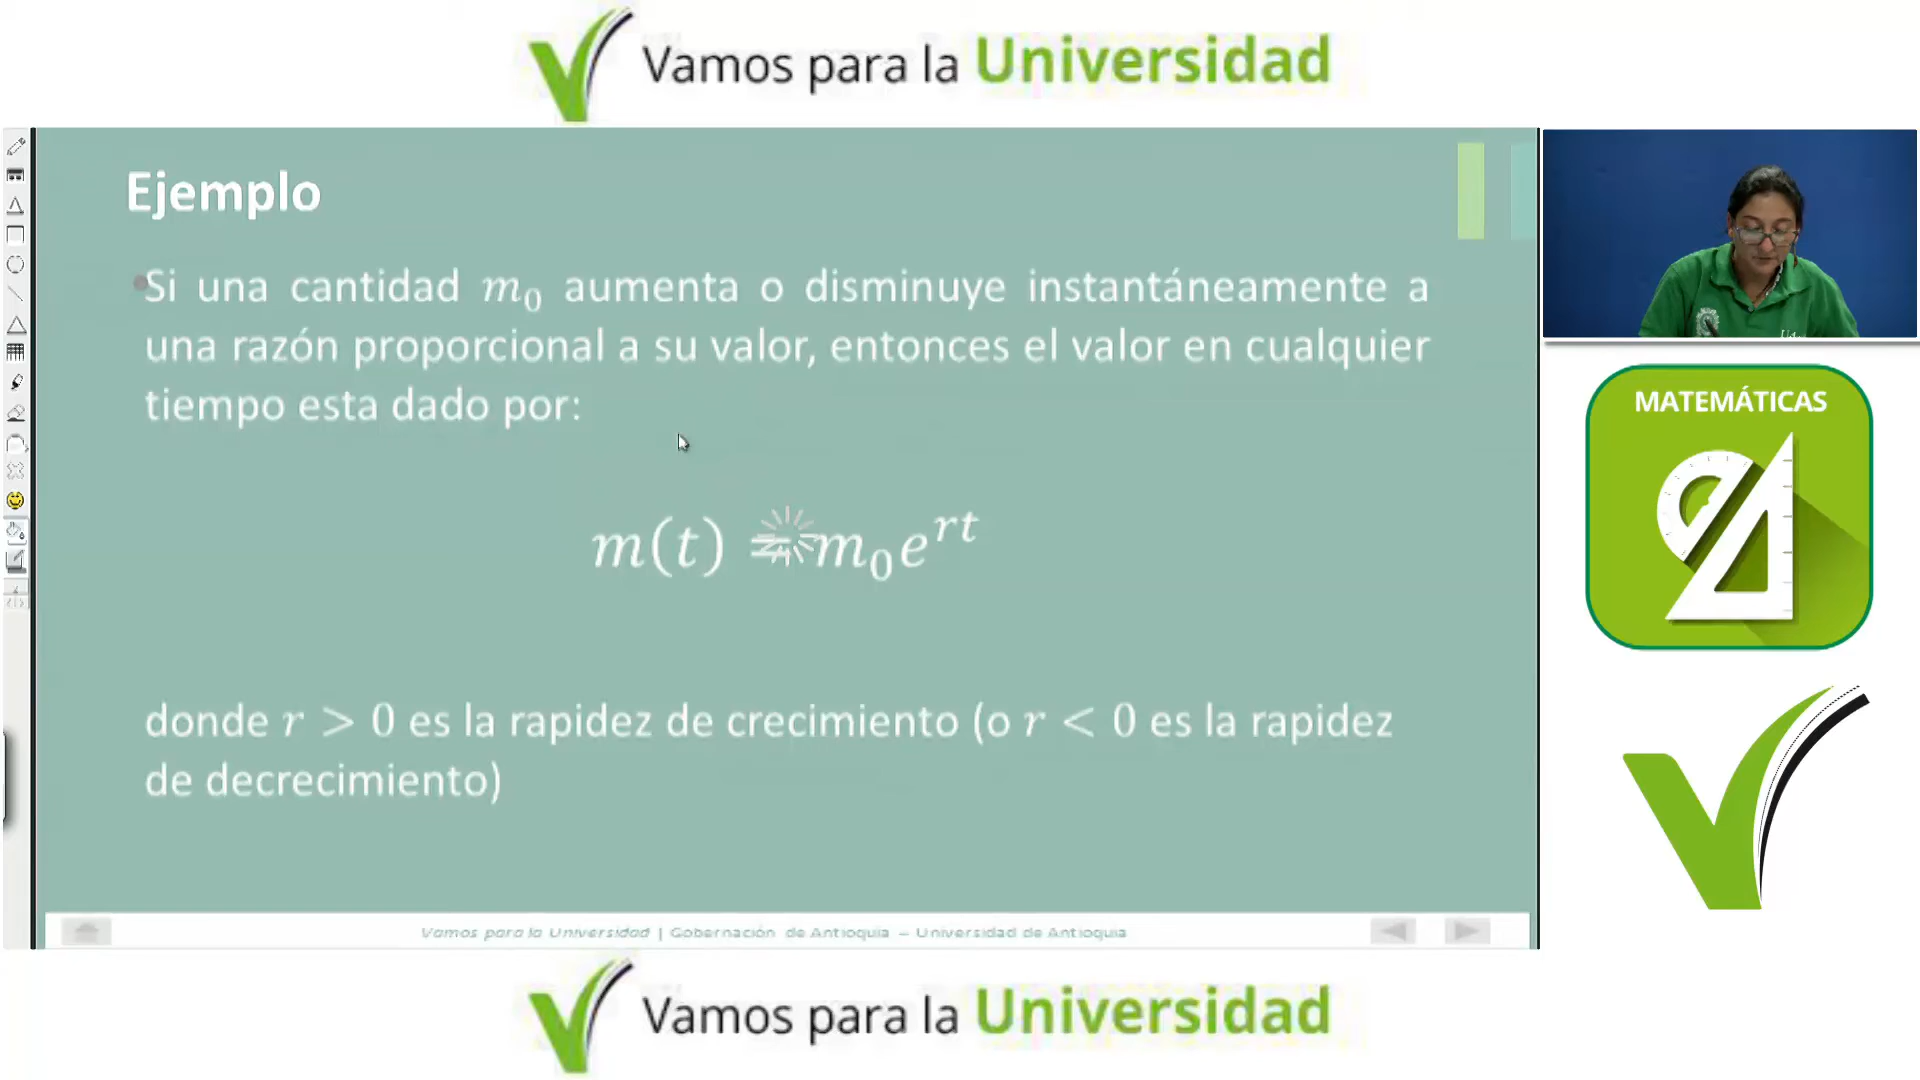 Vamos para la Universidad
Ejemplo
•Si una cantidad m₀ aumenta o disminuye instantáneamente a
una razón proporcional a su valor, entonces el valor en cualquier
tiempo esta dado por:
m(t) = m₀eʳᵗ
donde r > 0 es la rapidez de crecimiento (o r < 0 es la rapidez
de decrecimiento)
Vamos para la Universidad | Gobernación de Antioquia – Universidad de Antioquia
MATEMÁTICAS
Vamos para la Universidad